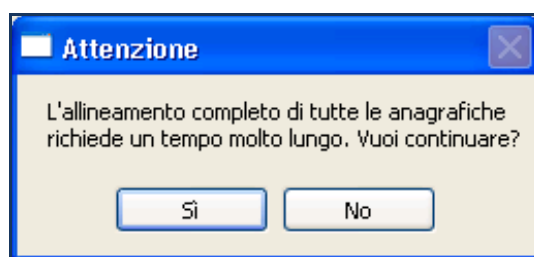 Attenzione
L'allineamento completo di tutte le anagrafiche
richiede un tempo molto lungo. Vuoi continuare?
Sì No